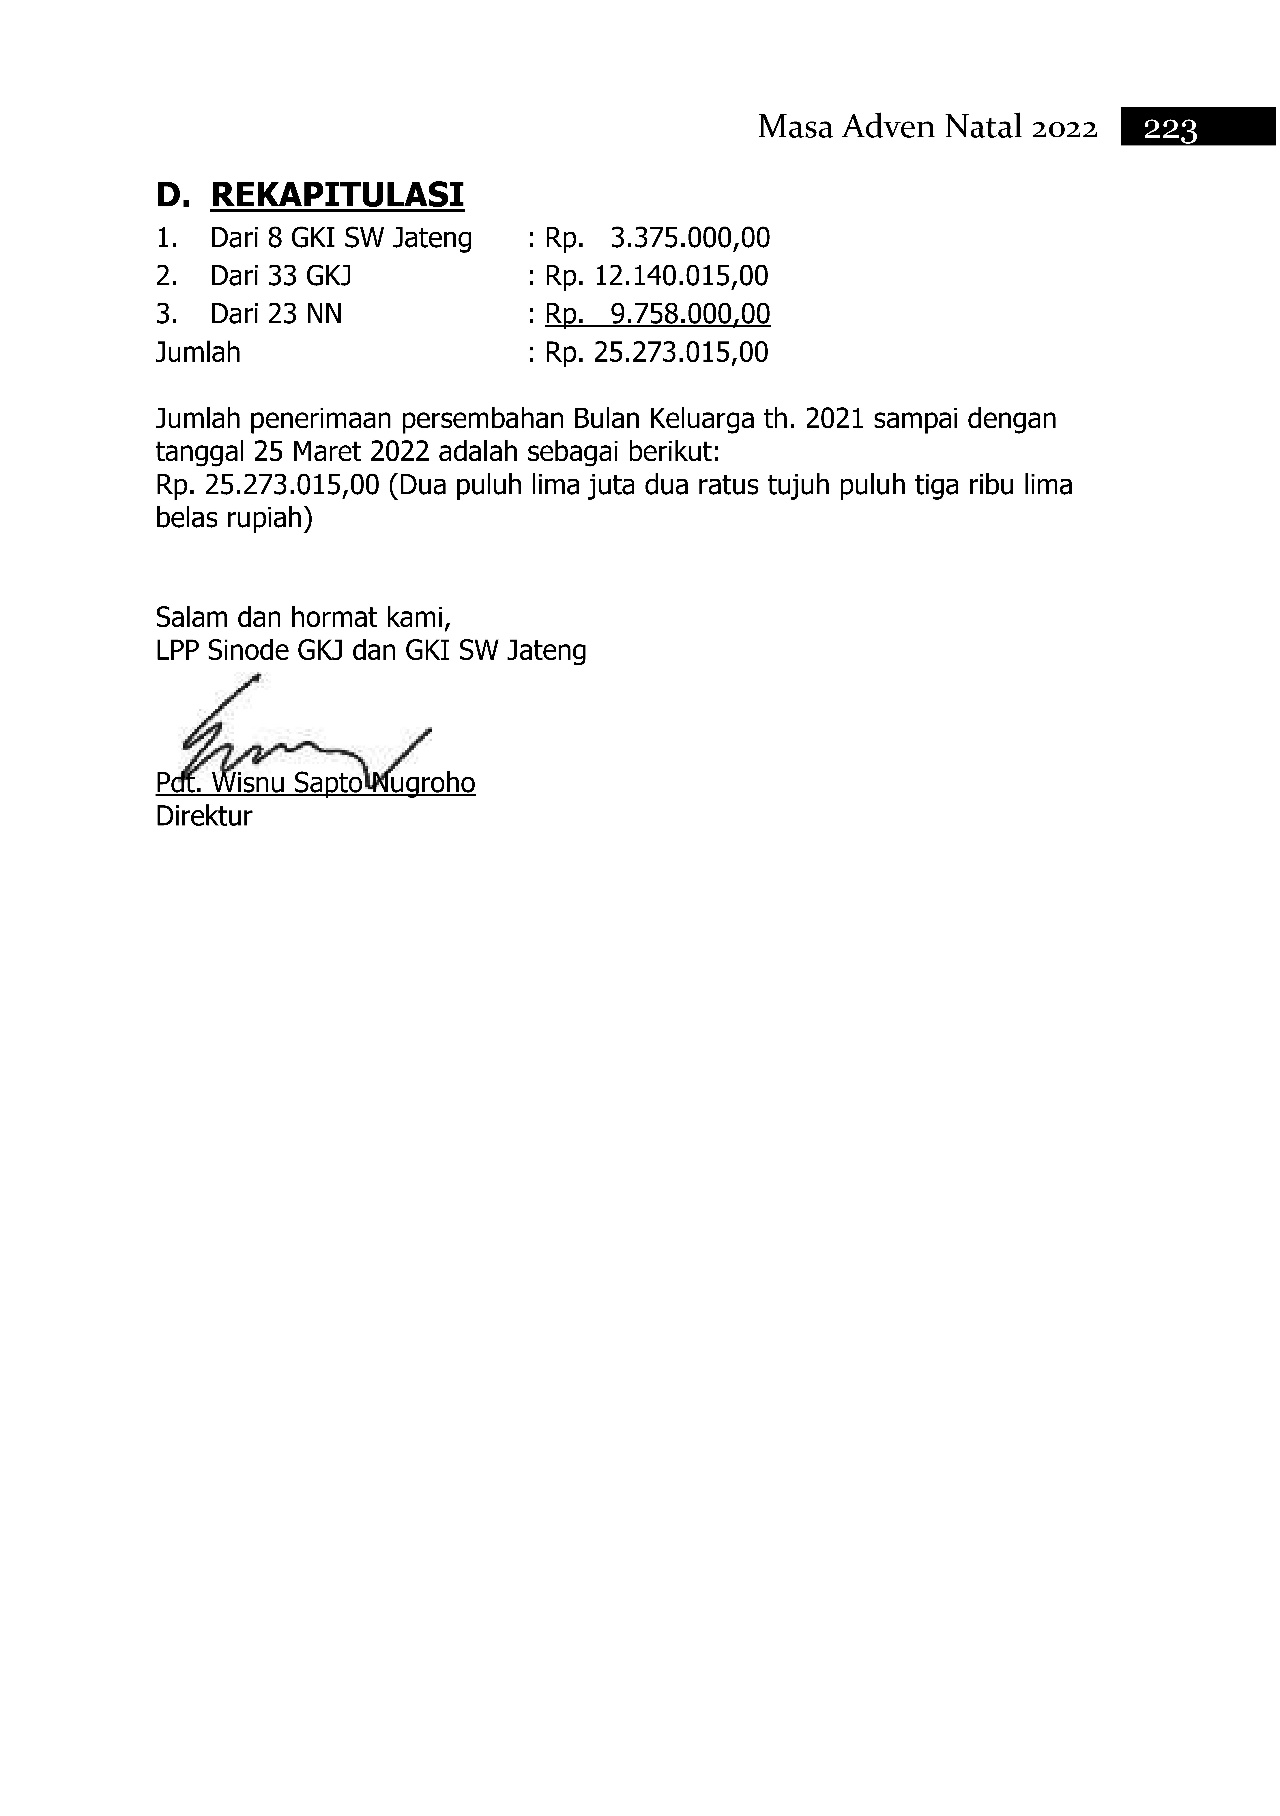 Masa Adven Natal 2022 223
D. REKAPITULASI
1. Dari 8 GKI SW Jateng : Rp. 3.375.000,00
2. Dari 33 GKJ : Rp. 12.140.015,00
3. Dari 23 NN : Rp. 9.758.000,00
Jumlah : Rp. 25.273.015,00
Jumlah penerimaan persembahan Bulan Keluarga th. 2021 sampai dengan
tanggal 25 Maret 2022 adalah sebagai berikut:
Rp. 25.273.015,00 (Dua puluh lima juta dua ratus tujuh puluh tiga ribu lima
belas rupiah)
Salam dan hormat kami,
LPP Sinode GKJ dan GKI SW Jateng
Pdt. Wisnu Sapto Nugroho
Direktur